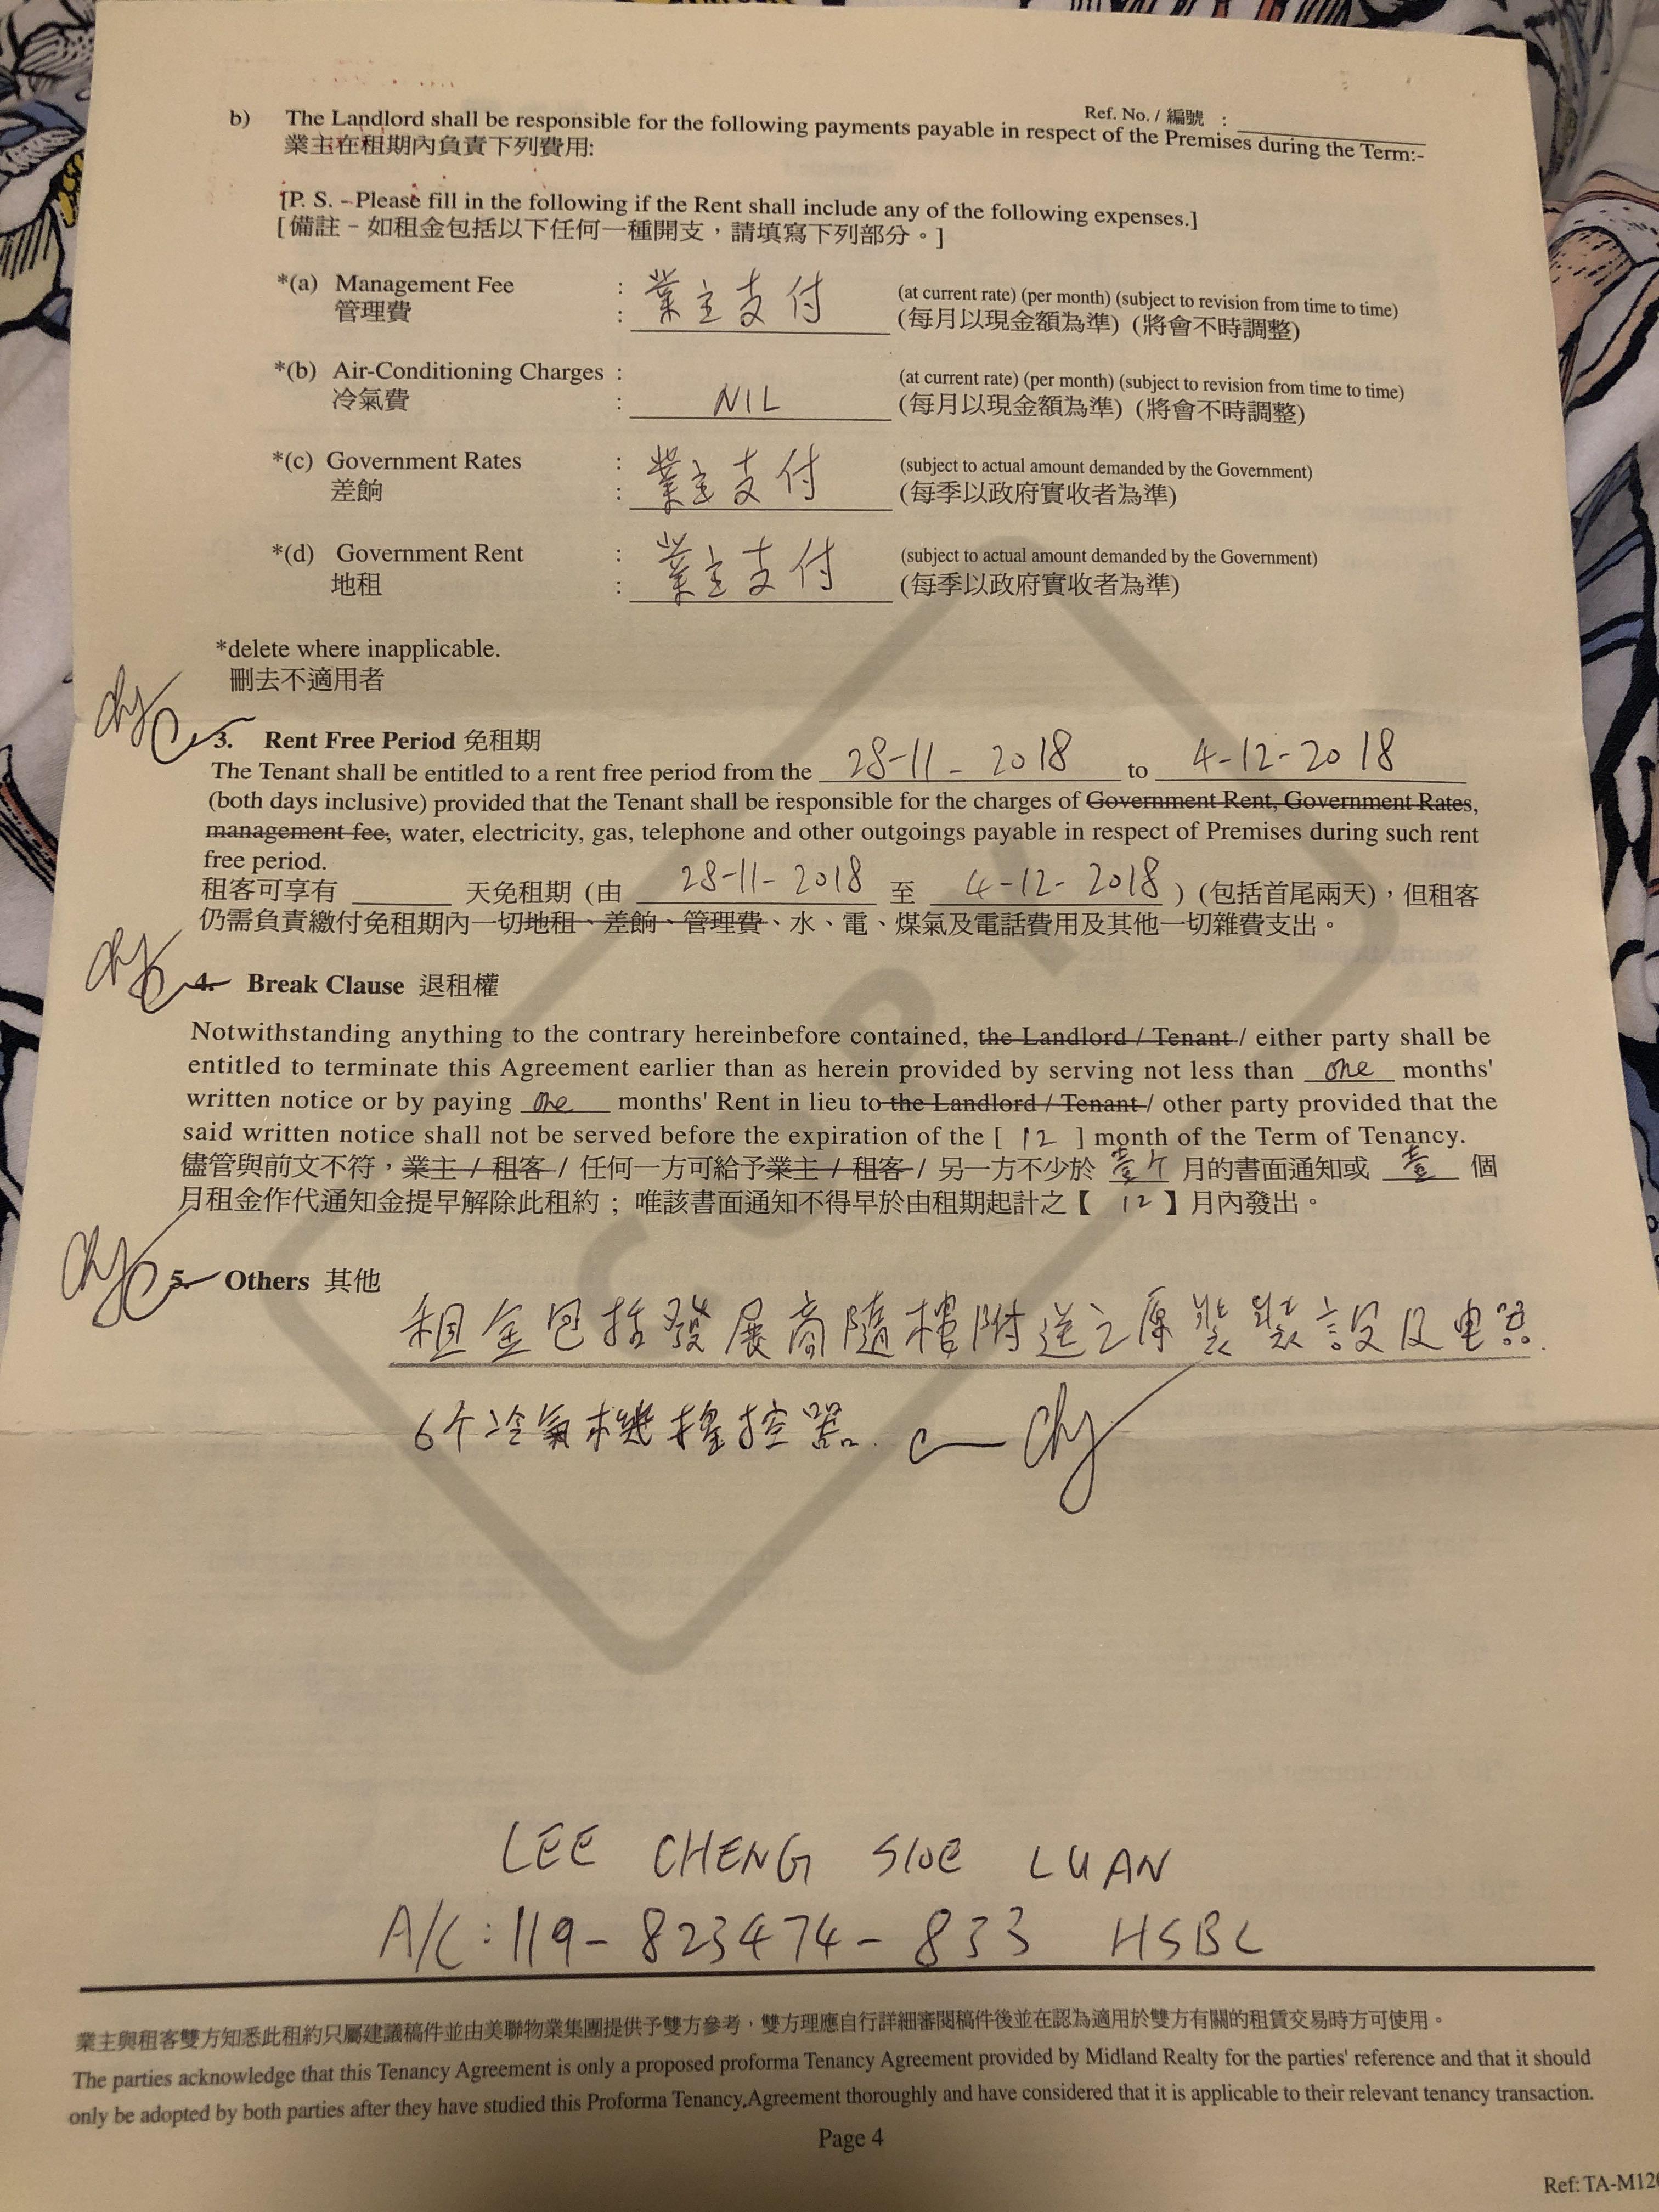 Ref. No. / 編號 :
b) The Landlord shall be responsible for the following payments payable in respect of the Premises during the Term:-
業主在租期內負責下列費用:
[P. S. - Please fill in the following if the Rent shall include any of the following expenses.]
[備註 - 如租金包括以下任何一種開支，請填寫下列部分。]
*(a) Management Fee : 業主支付 (at current rate) (per month) (subject to revision from time to time)
管理費 : (每月以現金額為準) (將會不時調整)
*(b) Air-Conditioning Charges : NIL (at current rate) (per month) (subject to revision from time to time)
冷氣費 : (每月以現金額為準) (將會不時調整)
*(c) Government Rates : 業主支付 (subject to actual amount demanded by the Government)
差餉 : (每季以政府實收者為準)
*(d) Government Rent : 業主支付 (subject to actual amount demanded by the Government)
地租 : (每季以政府實收者為準)
*delete where inapplicable.
刪去不適用者
3. Rent Free Period 免租期
The Tenant shall be entitled to a rent free period from the 28-11-2018 to 4-12-2018
(both days inclusive) provided that the Tenant shall be responsible for the charges of Government Rent, Government Rates,
management fee, water, electricity, gas, telephone and other outgoings payable in respect of Premises during such rent
free period.
租客可享有 天免租期 (由 28-11-2018 至 4-12-2018 ) (包括首尾兩天)，但租客
仍需負責繳付免租期內一切地租、差餉、管理費、水、電、煤氣及電話費用及其他一切雜費支出。
4. Break Clause 退租權
Notwithstanding anything to the contrary hereinbefore contained, the Landlord / Tenant / either party shall be
entitled to terminate this Agreement earlier than as herein provided by serving not less than one months'
written notice or by paying one months' Rent in lieu to the Landlord / Tenant / other party provided that the
said written notice shall not be served before the expiration of the [ 12 ] month of the Term of Tenancy.
儘管與前文不符，業主 / 租客 / 任何一方可給予業主 / 租客 / 另一方不少於 壹个 月的書面通知或 壹 個
月租金作代通知金提早解除此租約；唯該書面通知不得早於由租期起計之【 12 】月內發出。
5. Others 其他
租金包括發展商隨樓附送之原裝裝設及电器.
6个冷氣機搖控器.
LEE CHENG SIOE LUAN
A/C: 119-823474-833 HSBC
業主與租客雙方知悉此租約只屬建議稿件並由美聯物業集團提供予雙方參考，雙方理應自行詳細審閱稿件後並在認為適用於雙方有關的租賃交易時方可使用。
The parties acknowledge that this Tenancy Agreement is only a proposed proforma Tenancy Agreement provided by Midland Realty for the parties' reference and that it should
only be adopted by both parties after they have studied this Proforma Tenancy Agreement thoroughly and have considered that it is applicable to their relevant tenancy transaction.
Page 4
Ref: TA-M120
COPY